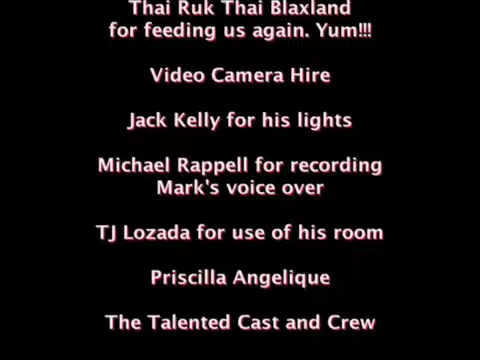 Thai Ruk Thai Blaxland
for feeding us again. Yum!!!
Video Camera Hire
Jack Kelly for his lights
Michael Rappell for recording
Mark's voice over
TJ Lozada for use of his room
Priscilla Angelique
The Talented Cast and Crew